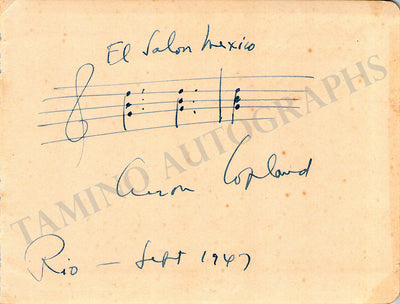 El Salon Mexico
Aaron Copland
Rio — Sept 1947
TAMINO AUTOGRAPHS